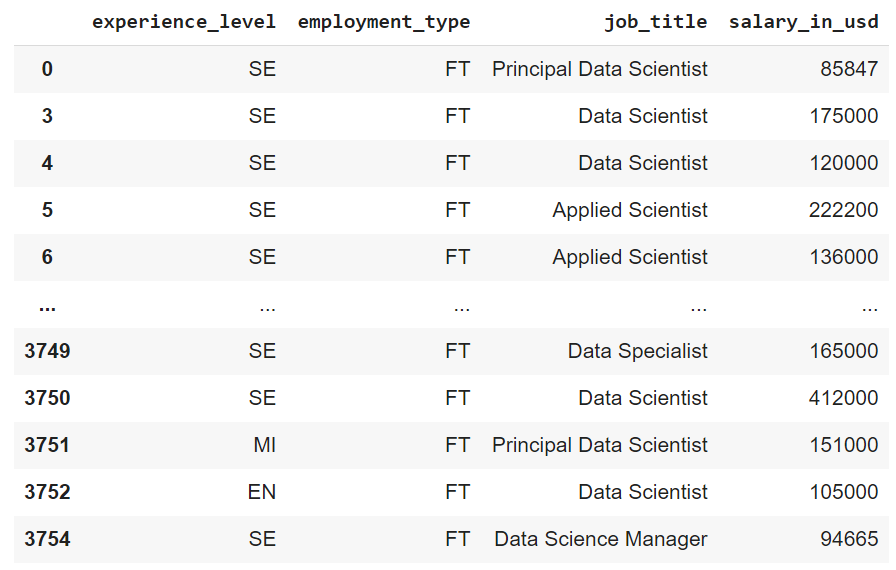 experience_level employment_type job_title salary_in_usd
0 SE FT Principal Data Scientist 85847
3 SE FT Data Scientist 175000
4 SE FT Data Scientist 120000
5 SE FT Applied Scientist 222200
6 SE FT Applied Scientist 136000
... ... ... ... ...
3749 SE FT Data Specialist 165000
3750 SE FT Data Scientist 412000
3751 MI FT Principal Data Scientist 151000
3752 EN FT Data Scientist 105000
3754 SE FT Data Science Manager 94665